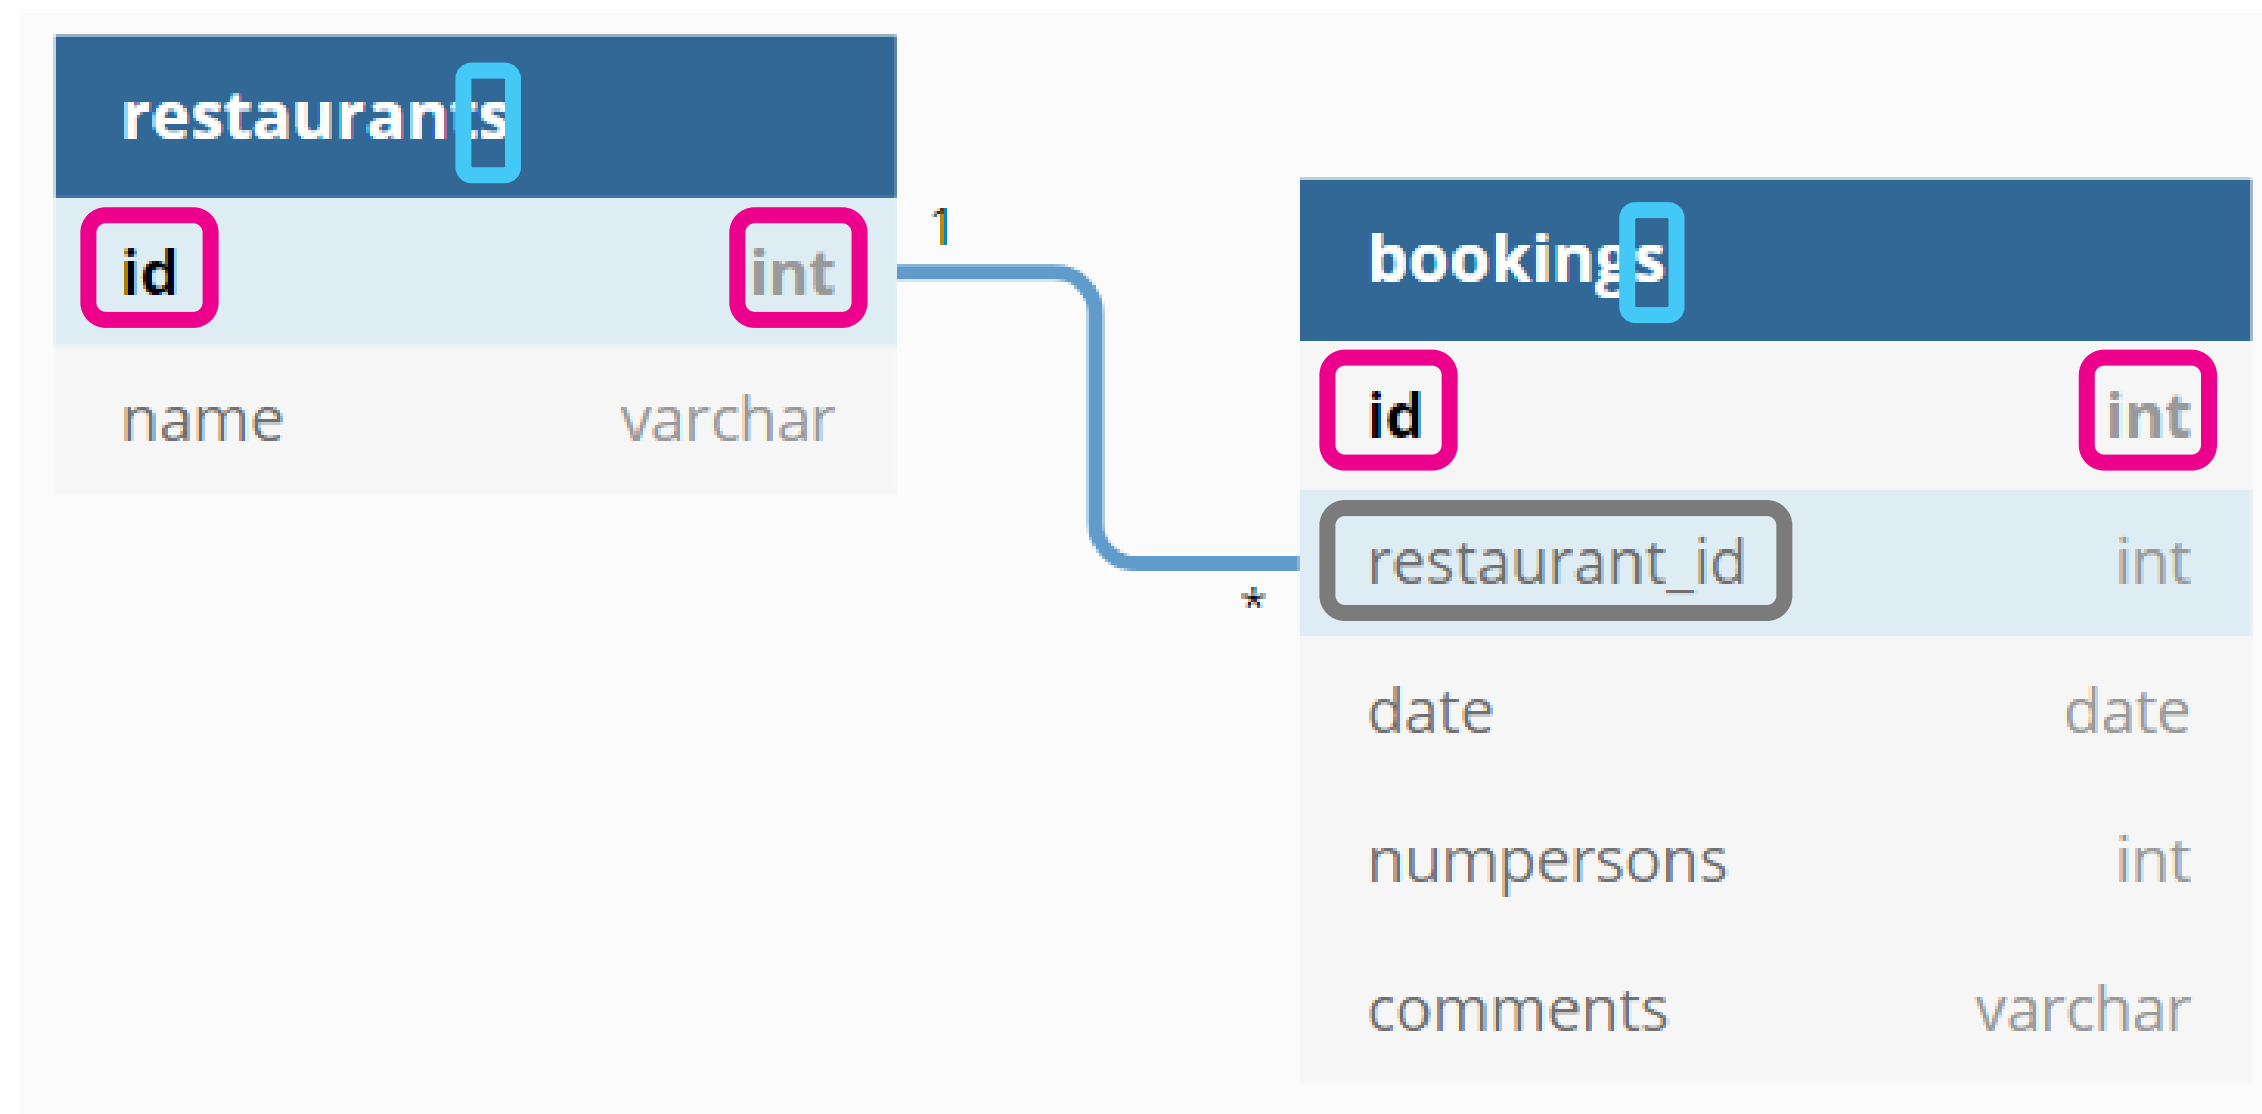 restaurants
id int
name varchar
1
*
bookings
id int
restaurant_id int
date date
numpersons int
comments varchar